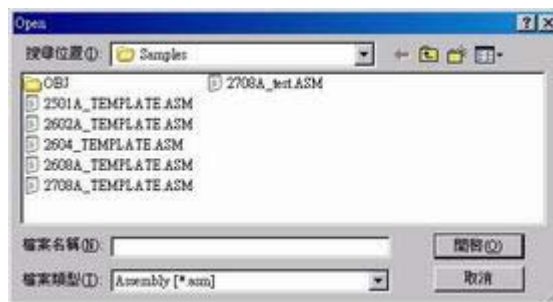 Open
搜尋位置(I): Samples
OBJ
2501A_TEMPLATE.ASM
2602A_TEMPLATE.ASM
2604_TEMPLATE.ASM
2608A_TEMPLATE.ASM
2708A_TEMPLATE.ASM
2708A_test.ASM
檔案名稱(N):
開啟(O)
檔案類型(T): Assembly [*.asm]
取消